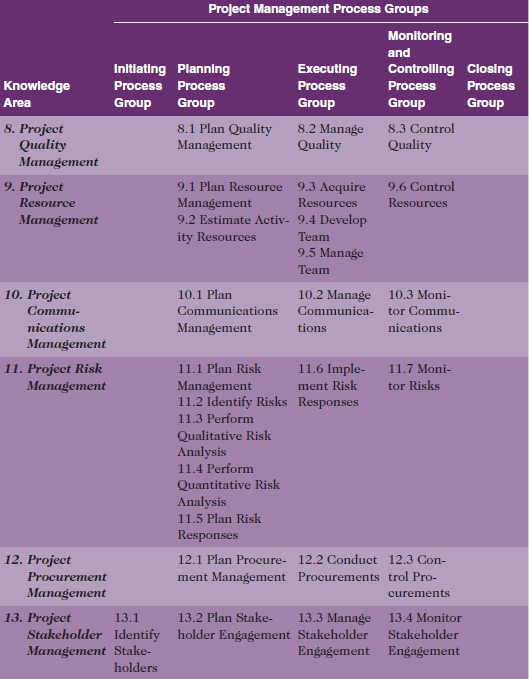 Project Management Process Groups
Knowledge Area
Initiating Process Group
Planning Process Group
Executing Process Group
Monitoring and Controlling Process Group
Closing Process Group
8. Project
Quality
Management
8.1 Plan Quality
Management
8.2 Manage
Quality
8.3 Control
Quality
9. Project
Resource
Management
9.1 Plan Resource
Management
9.2 Estimate Activ-
ity Resources
9.3 Acquire
Resources
9.4 Develop
Team
9.5 Manage
Team
9.6 Control
Resources
10. Project
Commu-
nications
Management
10.1 Plan
Communications
Management
10.2 Manage
Communica-
tions
10.3 Moni-
tor Commu-
nications
11. Project Risk
Management
11.1 Plan Risk
Management
11.2 Identify Risks
11.3 Perform
Qualitative Risk
Analysis
11.4 Perform
Quantitative Risk
Analysis
11.5 Plan Risk
Responses
11.6 Imple-
ment Risk
Responses
11.7 Moni-
tor Risks
12. Project
Procurement
Management
12.1 Plan Procure-
ment Management
12.2 Conduct
Procurements
12.3 Con-
trol Pro-
curements
13. Project
Stakeholder
Management
13.1
Identify
Stake-
holders
13.2 Plan Stake-
holder Engagement
13.3 Manage
Stakeholder
Engagement
13.4 Monitor
Stakeholder
Engagement